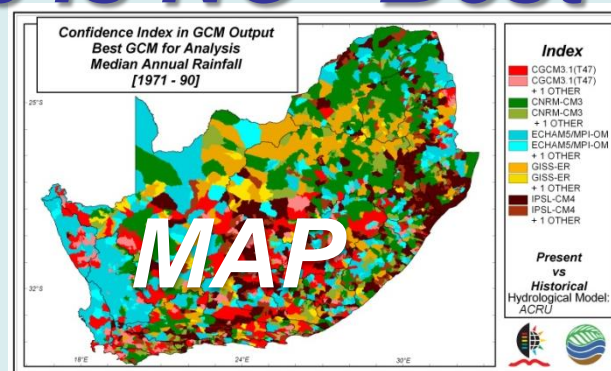 Confidence Index in GCM Output
Best GCM for Analysis
Median Annual Rainfall
[1971 - 90]
Index
CGCM3.1(T47)
CGCM3.1(T47)
+ 1 OTHER
CNRM-CM3
CNRM-CM3
+ 1 OTHER
ECHAM5/MPI-OM
ECHAM5/MPI-OM
+ 1 OTHER
GISS-ER
GISS-ER
+ 1 OTHER
IPSL-CM4
IPSL-CM4
+ 1 OTHER
MAP
Present
vs
Historical
Hydrological Model:
ACRU
32°S
18°E
24°E
30°E